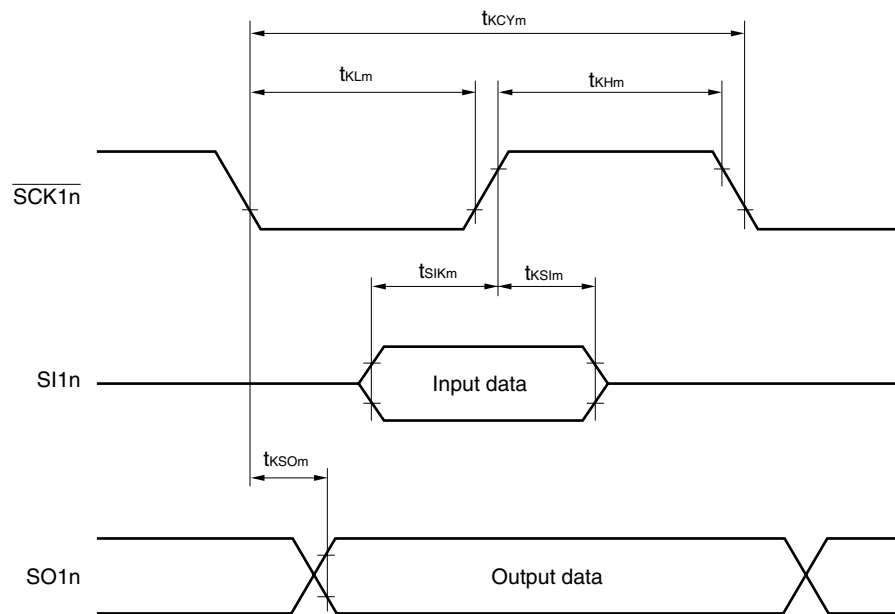 tKCYm
tKLm
tKHm
SCK1n
tSIKm
tKSIm
SI1n
Input data
tKSOm
SO1n
Output data